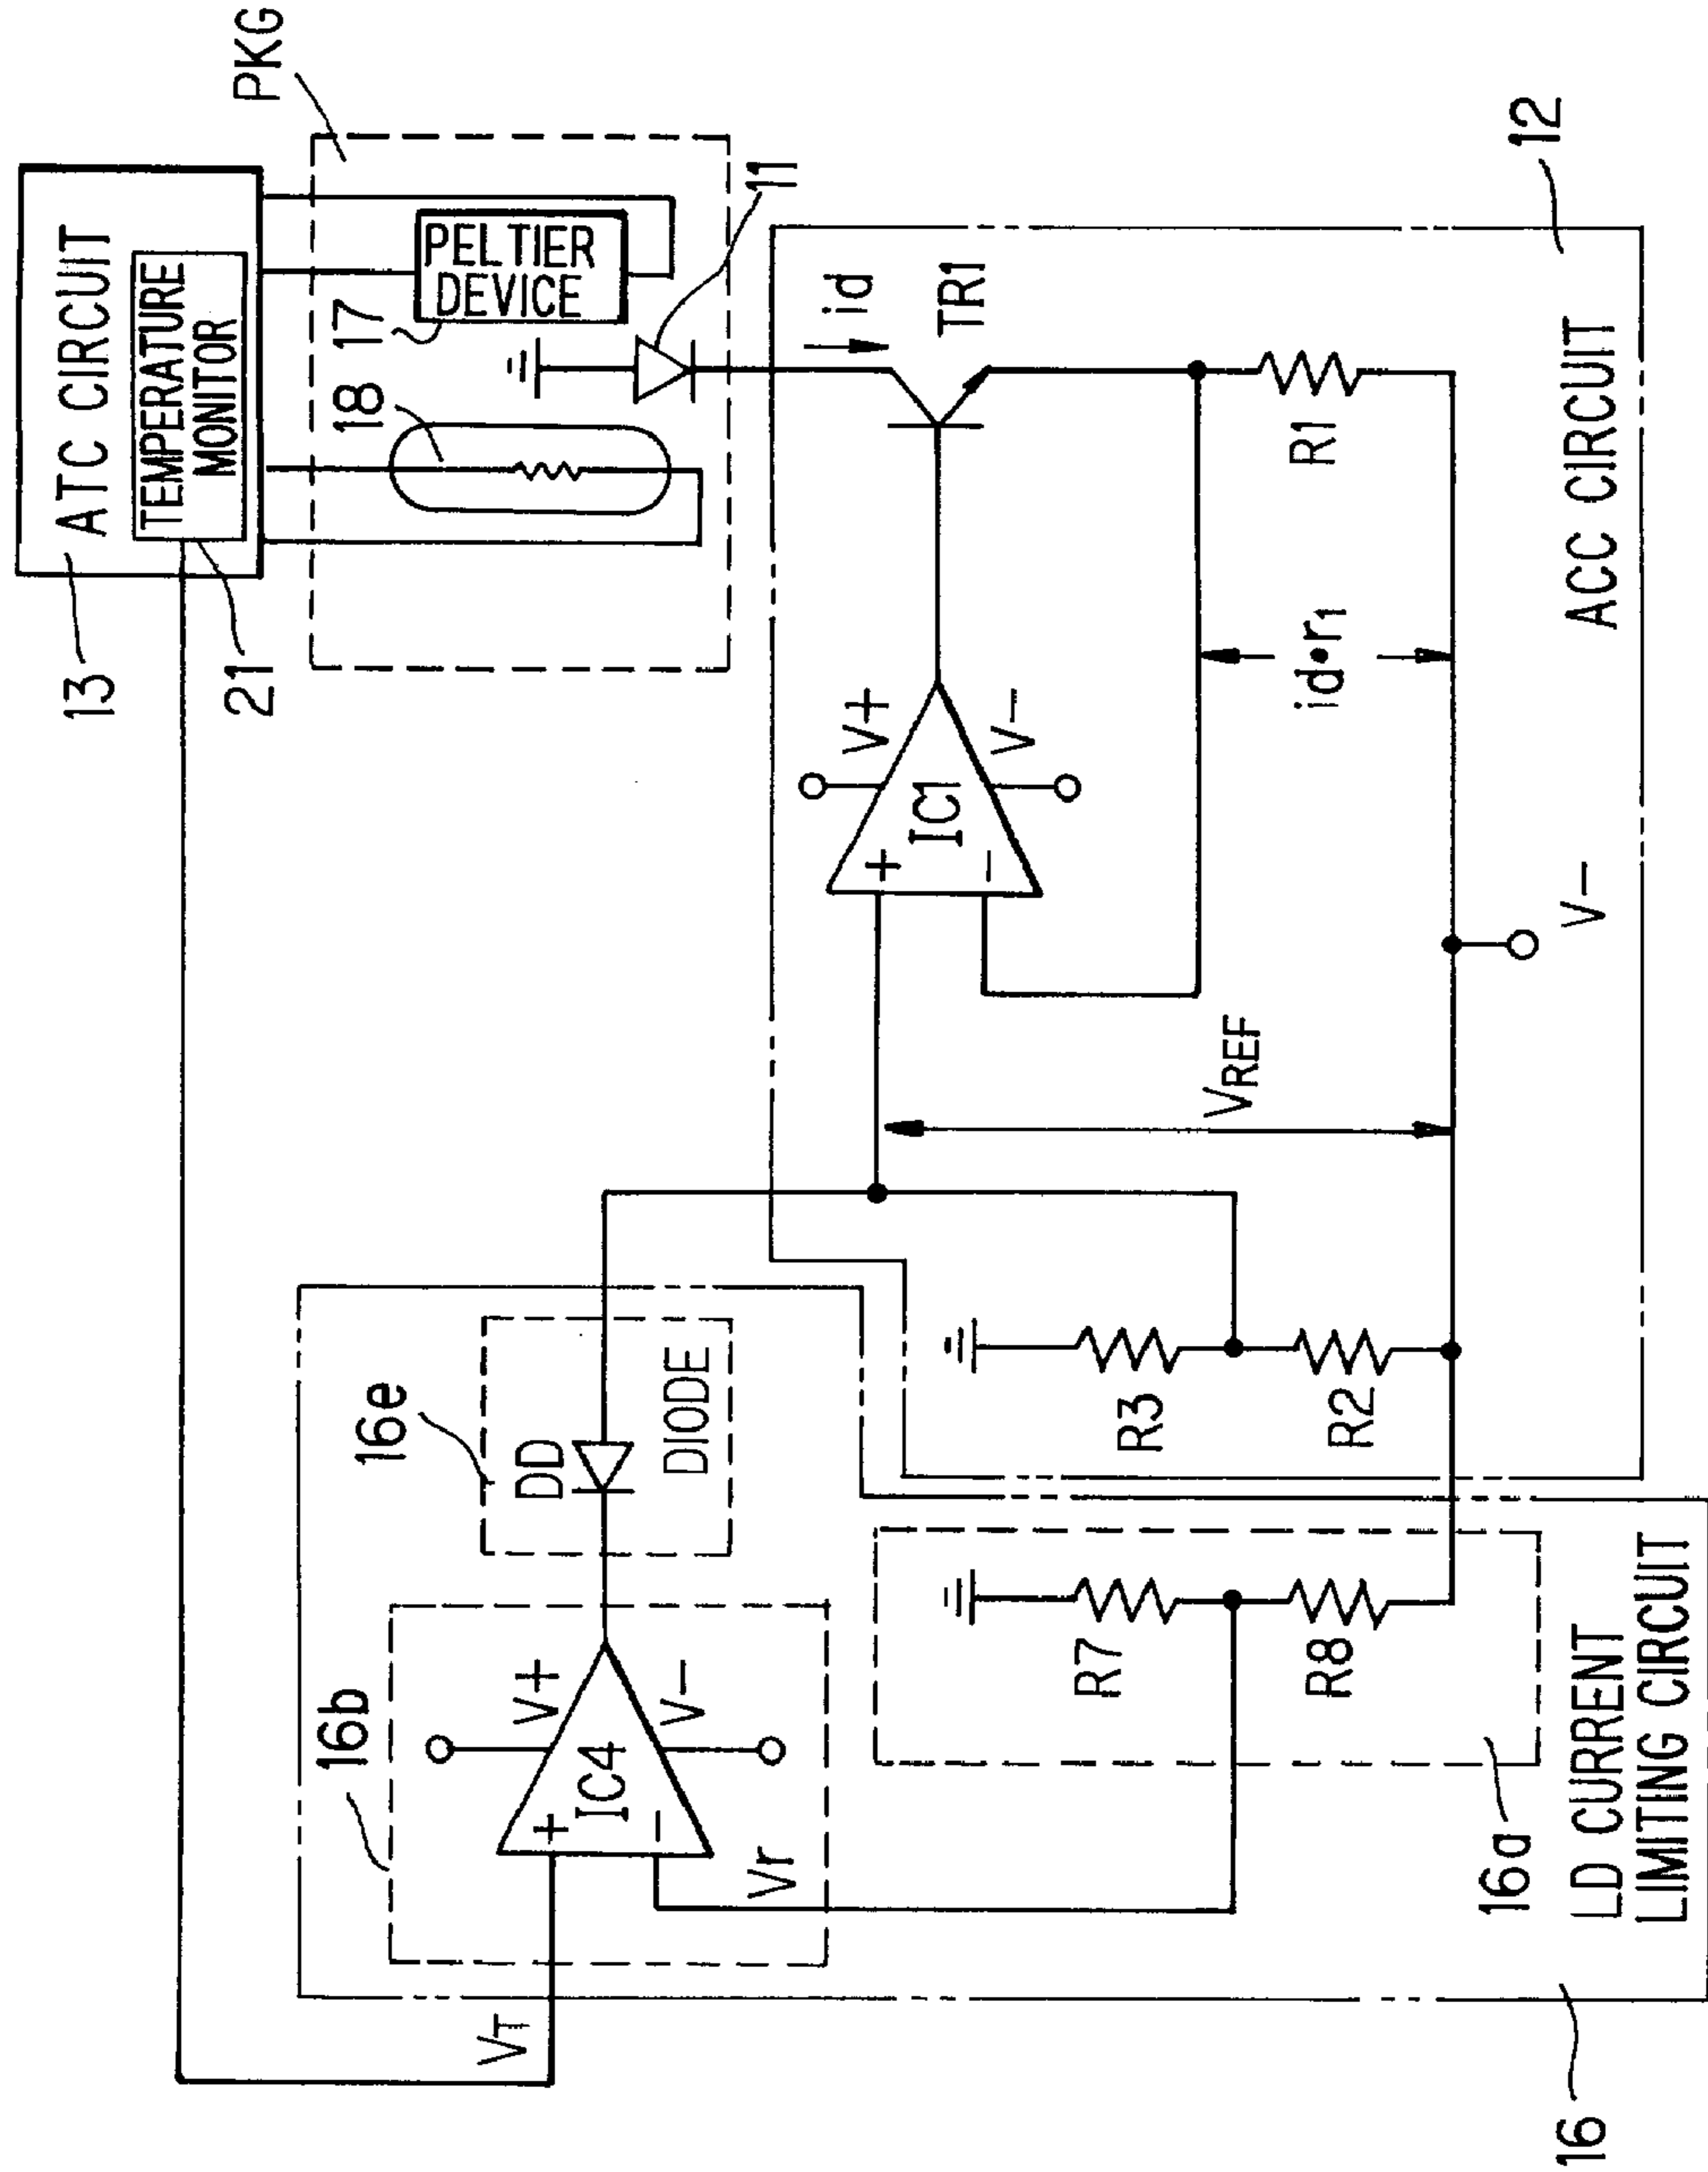 13
ATC CIRCUIT
TEMPERATURE
MONITOR
21
PKG
18
17
PELTIER
DEVICE
11
VT
16b
V+
+
IC4
−
V−
Vr
16e
DD
DIODE
16a
R7
R8
LD CURRENT
LIMITING CIRCUIT
16
R3
R2
VREF
V+
+
IC1
−
V−
id
TR1
id•r1
R1
V−
ACC CIRCUIT
12